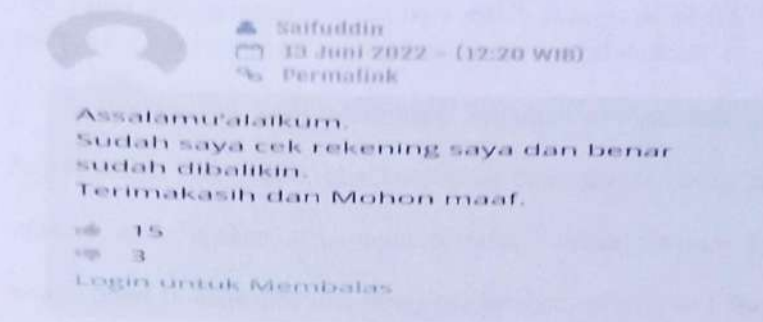 Saifuddin
13 Juni 2022 - (12:20 WIB)
Permalink
Assalamu'alaikum.
Sudah saya cek rekening saya dan benar
sudah dibalikin.
Terimakasih dan Mohon maaf.
15
3
Login untuk Membalas